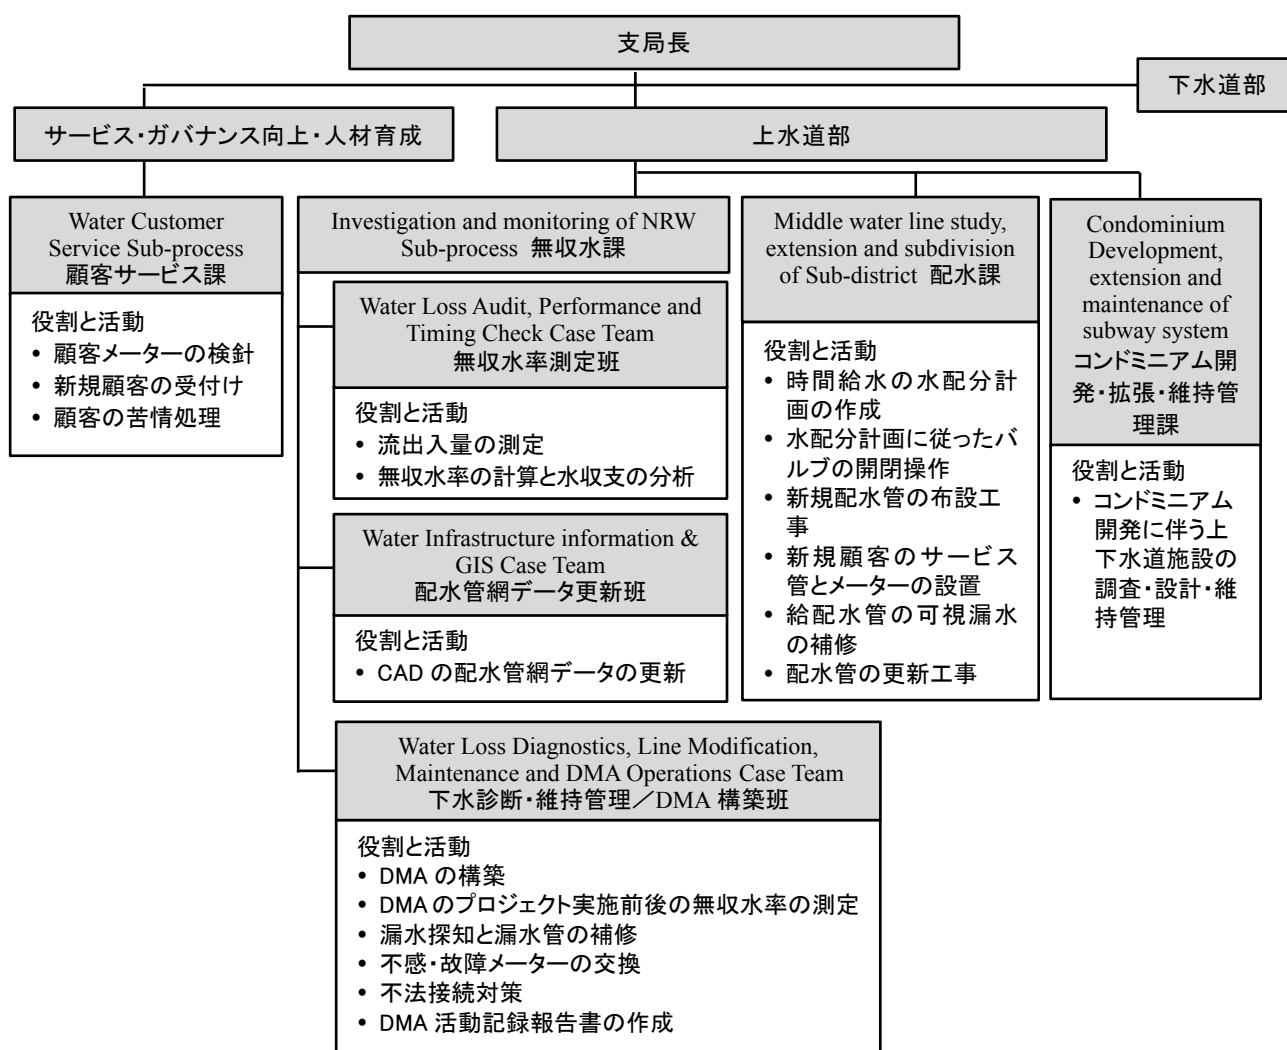 支局長
下水道部
サービス・ガバナンス向上・人材育成
上水道部
Water Customer
Service Sub-process
顧客サービス課
役割と活動
• 顧客メーターの検針
• 新規顧客の受付け
• 顧客の苦情処理
Investigation and monitoring of NRW
Sub-process 無収水課
Water Loss Audit, Performance and
Timing Check Case Team
無収水率測定班
役割と活動
• 流出入量の測定
• 無収水率の計算と水収支の分析
Water Infrastructure information &
GIS Case Team
配水管網データ更新班
役割と活動
• CAD の配水管網データの更新
Water Loss Diagnostics, Line Modification,
Maintenance and DMA Operations Case Team
下水診断・維持管理／DMA 構築班
役割と活動
• DMA の構築
• DMA のプロジェクト実施前後の無収水率の測定
• 漏水探知と漏水管の補修
• 不感・故障メーターの交換
• 不法接続対策
• DMA 活動記録報告書の作成
Middle water line study,
extension and subdivision
of Sub-district 配水課
役割と活動
• 時間給水の水配分計
画の作成
• 水配分計画に従ったバ
ルブの開閉操作
• 新規配水管の布設工
事
• 新規顧客のサービス
管とメーターの設置
• 給配水管の可視漏水
の補修
• 配水管の更新工事
Condominium
Development,
extension and
maintenance of
subway system
コンドミニアム開
発・拡張・維持管
理課
役割と活動
• コンドミニアム
開発に伴う上
下水道施設の
調査・設計・維
持管理